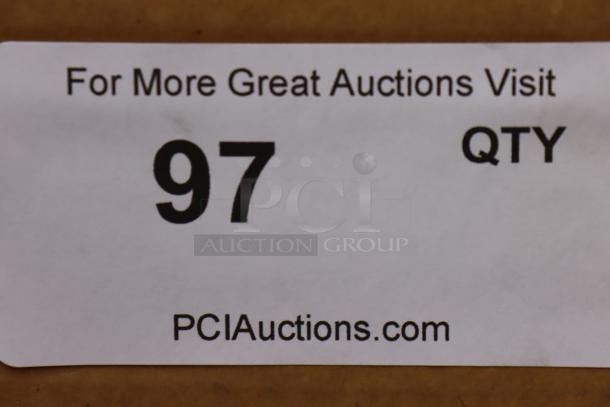 For More Great Auctions Visit
97 QTY
PCI
AUCTION GROUP
PCIAuctions.com